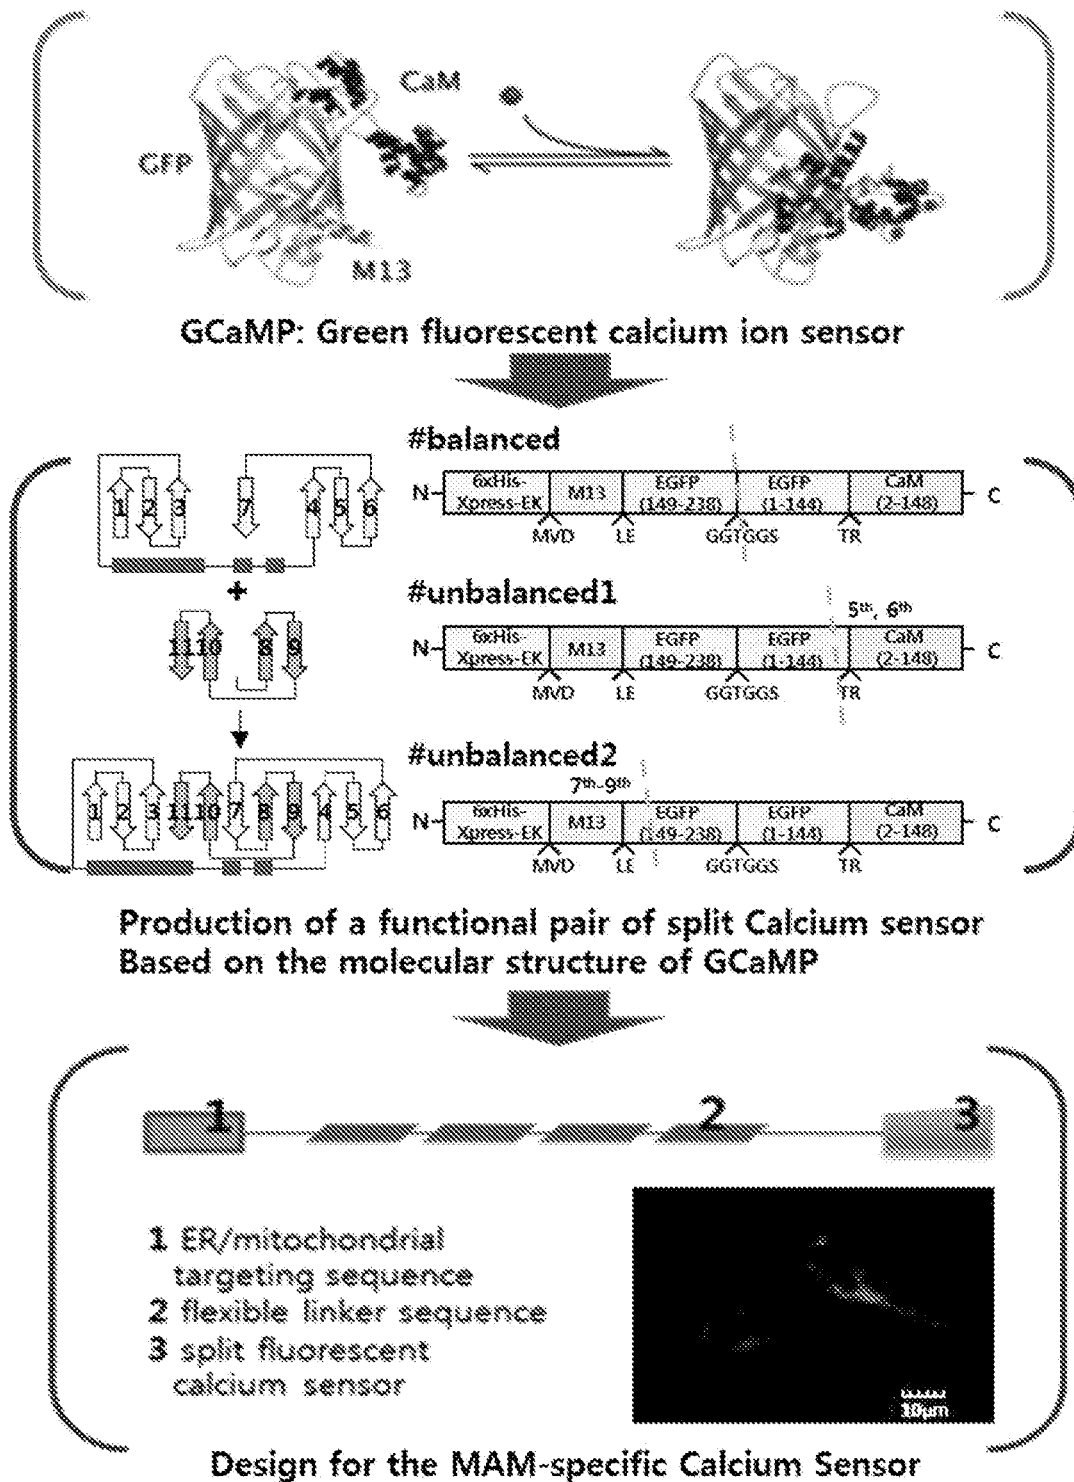 CaM
GFP
M13
GCaMP: Green fluorescent calcium ion sensor
1 2 3 7 4 5 6
+
11 10 8 9
1 2 3 11 10 7 8 9 4 5 6
#balanced
N- 6xHis-Xpress-EK M13 EGFP (149-238) EGFP (1-144) CaM (2-148) - C
MVD LE GGTGGS TR
#unbalanced1
5th, 6th
N- 6xHis-Xpress-EK M13 EGFP (149-238) EGFP (1-144) CaM (2-148) - C
MVD LE GGTGGS TR
#unbalanced2
7th-9th
N- 6xHis-Xpress-EK M13 EGFP (149-238) EGFP (1-144) CaM (2-148) - C
MVD LE GGTGGS TR
Production of a functional pair of split Calcium sensor
Based on the molecular structure of GCaMP
1 2 3
1 ER/mitochondrial
targeting sequence
2 flexible linker sequence
3 split fluorescent
calcium sensor
10μm
Design for the MAM-specific Calcium Sensor